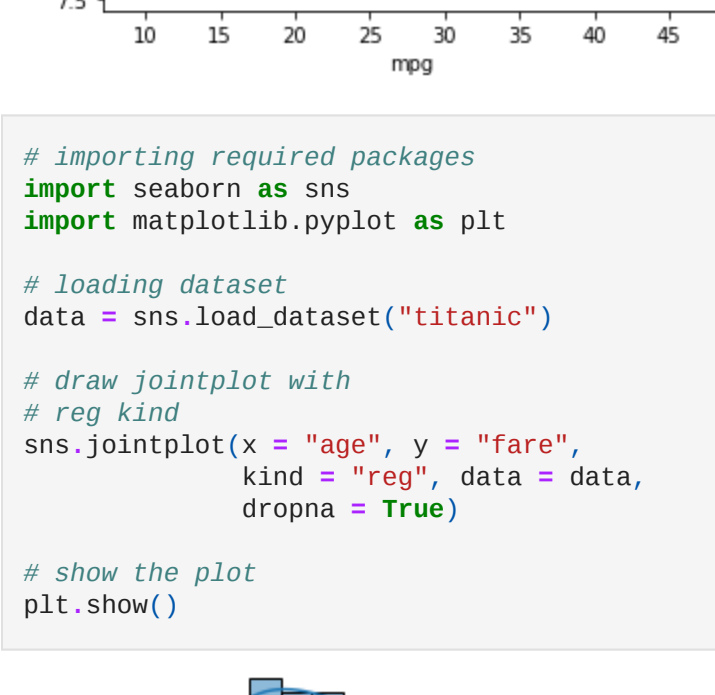 7.5
10 15 20 25 30 35 40 45
mpg
# importing required packages
import seaborn as sns
import matplotlib.pyplot as plt
# loading dataset
data = sns.load_dataset("titanic")
# draw jointplot with
# reg kind
sns.jointplot(x = "age", y = "fare",
              kind = "reg", data = data,
              dropna = True)
# show the plot
plt.show()